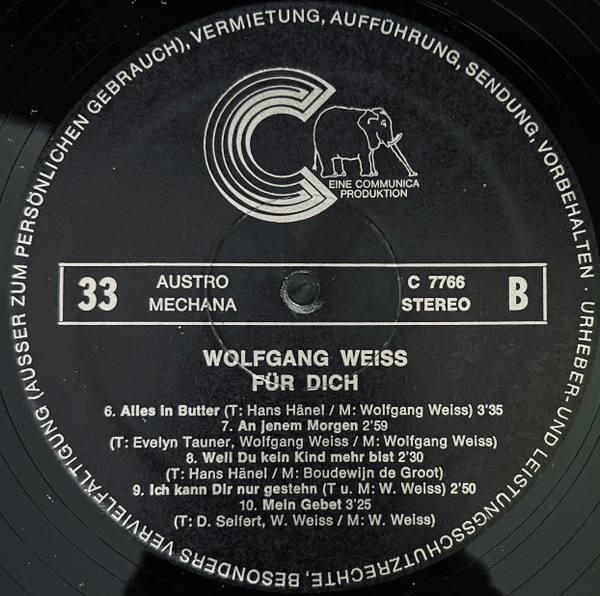 URHEBER- UND LEISTUNGSSCHUTZRECHTE, BESONDERS VERVIELFÄLTIGUNG (AUSSER ZUM PERSÖNLICHEN GEBRAUCH), VERMIETUNG, AUFFÜHRUNG, SENDUNG, VORBEHALTEN ·
C
EINE COMMUNICA
PRODUKTION
33
AUSTRO
MECHANA
C 7766
STEREO
B
WOLFGANG WEISS
FÜR DICH
6. Alles in Butter (T: Hans Hänel / M: Wolfgang Weiss) 3'35
7. An jenem Morgen 2'59
(T: Evelyn Tauner, Wolfgang Weiss / M: Wolfgang Weiss)
8. Weil Du kein Kind mehr bist 2'30
(T: Hans Hänel / M: Boudewijn de Groot)
9. Ich kann Dir nur gestehn (T u. M: W. Weiss) 2'50
10. Mein Gebet 3'25
(T: D. Seifert, W. Weiss / M: W. Weiss)